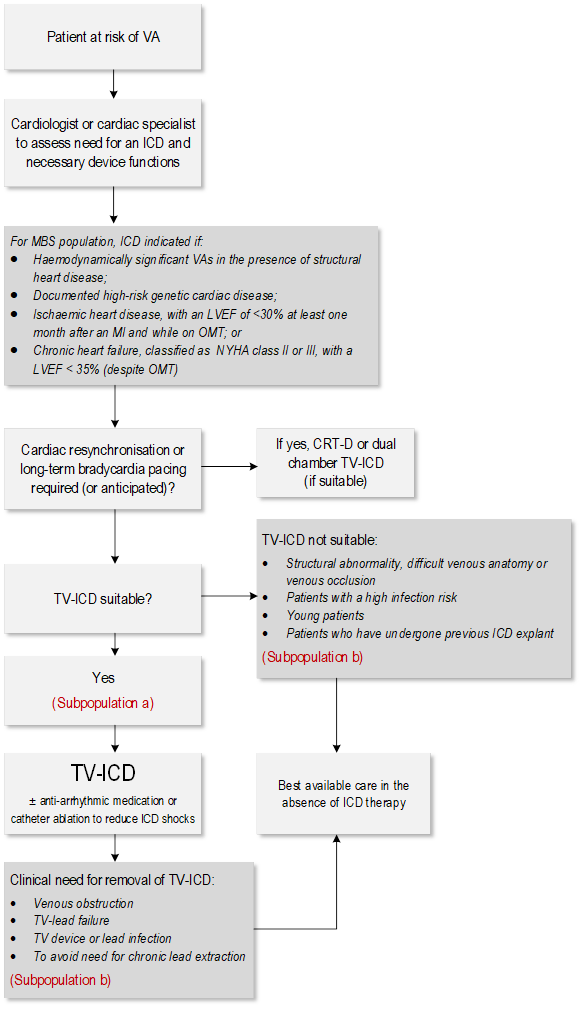 Patient at risk of VA
Cardiologist or cardiac specialist
to assess need for an ICD and
necessary device functions
For MBS population, ICD indicated if:
● Haemodynamically significant VAs in the presence of structural
heart disease;
● Documented high-risk genetic cardiac disease;
● Ischaemic heart disease, with an LVEF of <30% at least one
month after an MI and while on OMT; or
● Chronic heart failure, classified as NYHA class II or III, with a
LVEF < 35% (despite OMT)
Cardiac resynchronisation or
long-term bradycardia pacing
required (or anticipated)?
If yes, CRT-D or dual
chamber TV-ICD
(if suitable)
TV-ICD suitable?
TV-ICD not suitable:
• Structural abnormality, difficult venous anatomy or
venous occlusion
• Patients with a high infection risk
• Young patients
• Patients who have undergone previous ICD explant
(Subpopulation b)
Yes
(Subpopulation a)
TV-ICD
± anti-arrhythmic medication or
catheter ablation to reduce ICD shocks
Best available care in the
absence of ICD therapy
Clinical need for removal of TV-ICD:
• Venous obstruction
• TV-lead failure
• TV device or lead infection
• To avoid need for chronic lead extraction
(Subpopulation b)